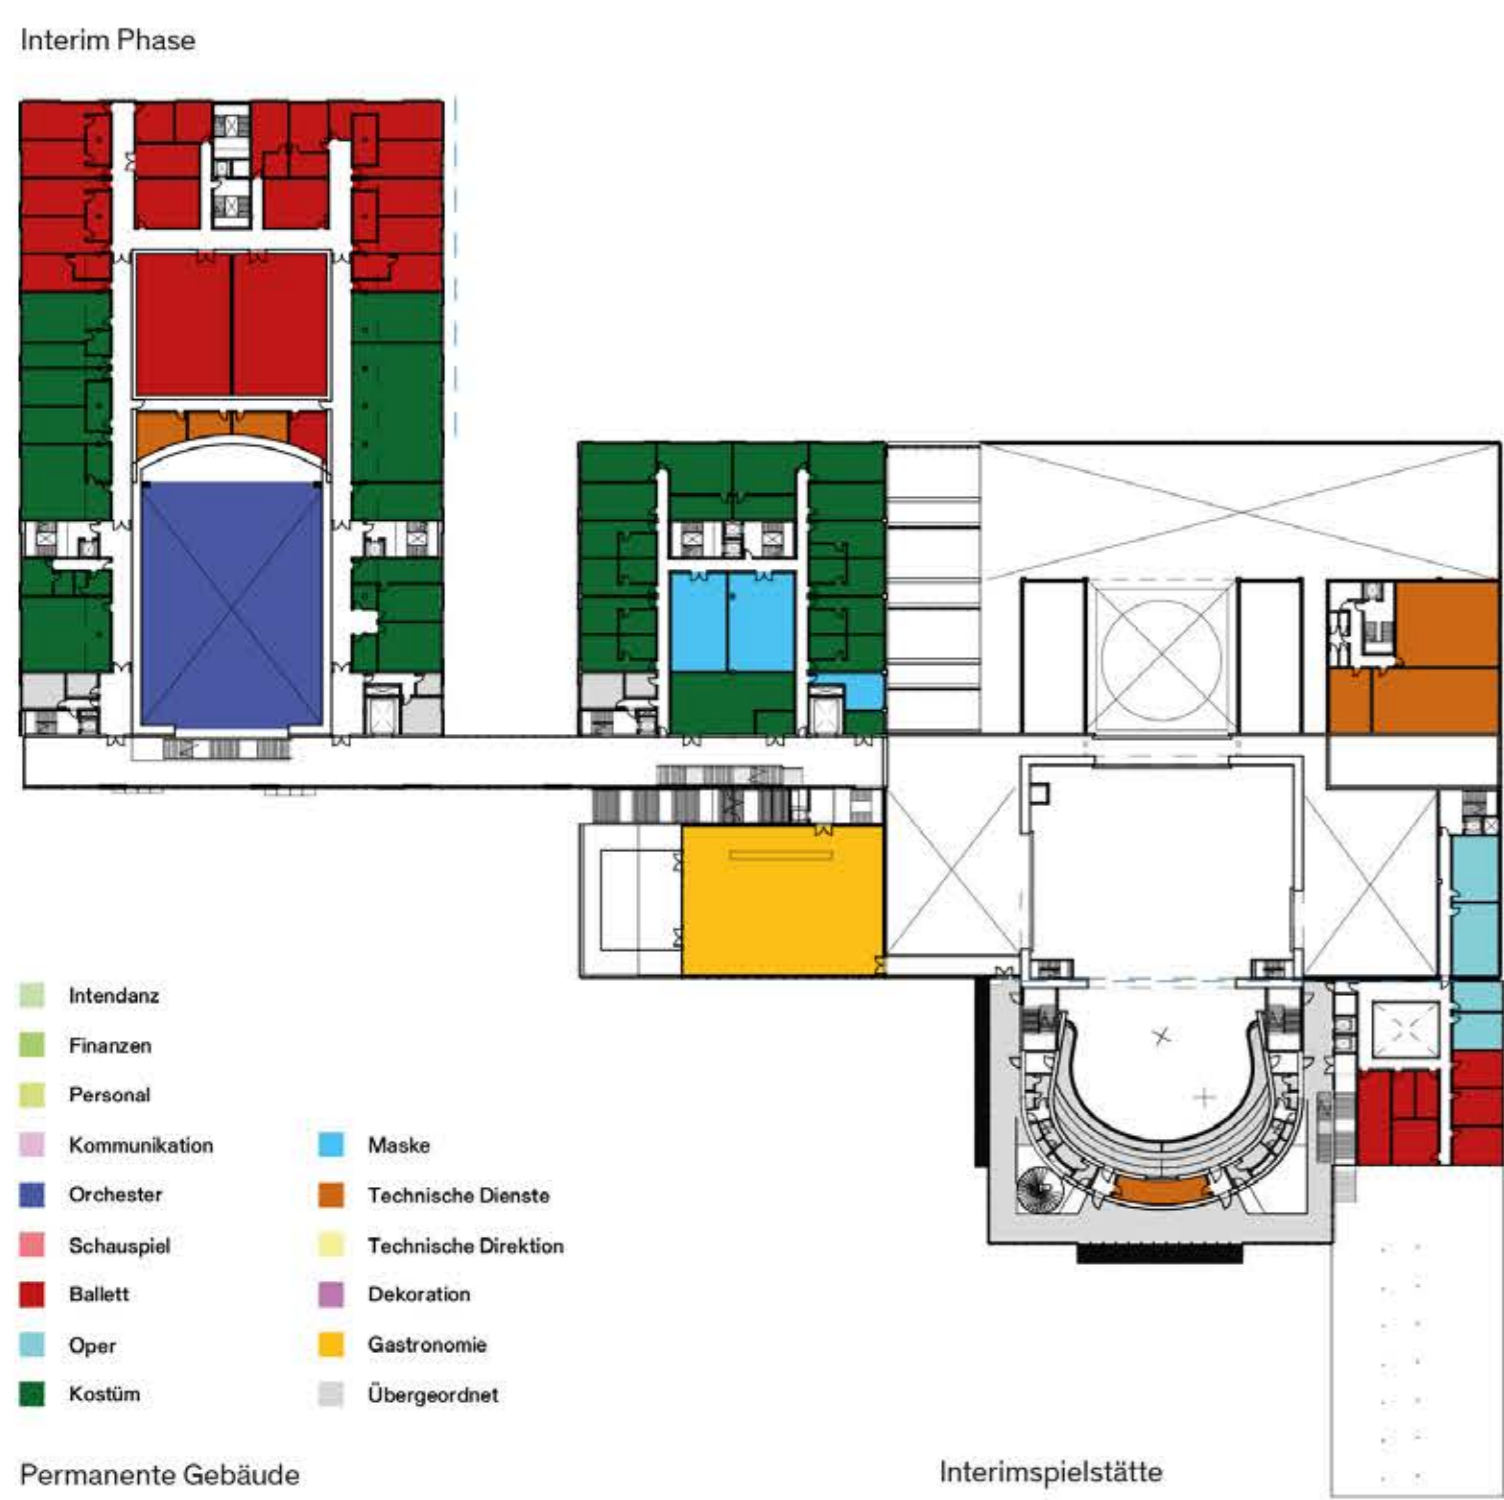 Interim Phase
Intendanz
Finanzen
Personal
Kommunikation
Orchester
Schauspiel
Ballett
Oper
Kostüm
Maske
Technische Dienste
Technische Direktion
Dekoration
Gastronomie
Übergeordnet
Permanente Gebäude
Interimspielstätte